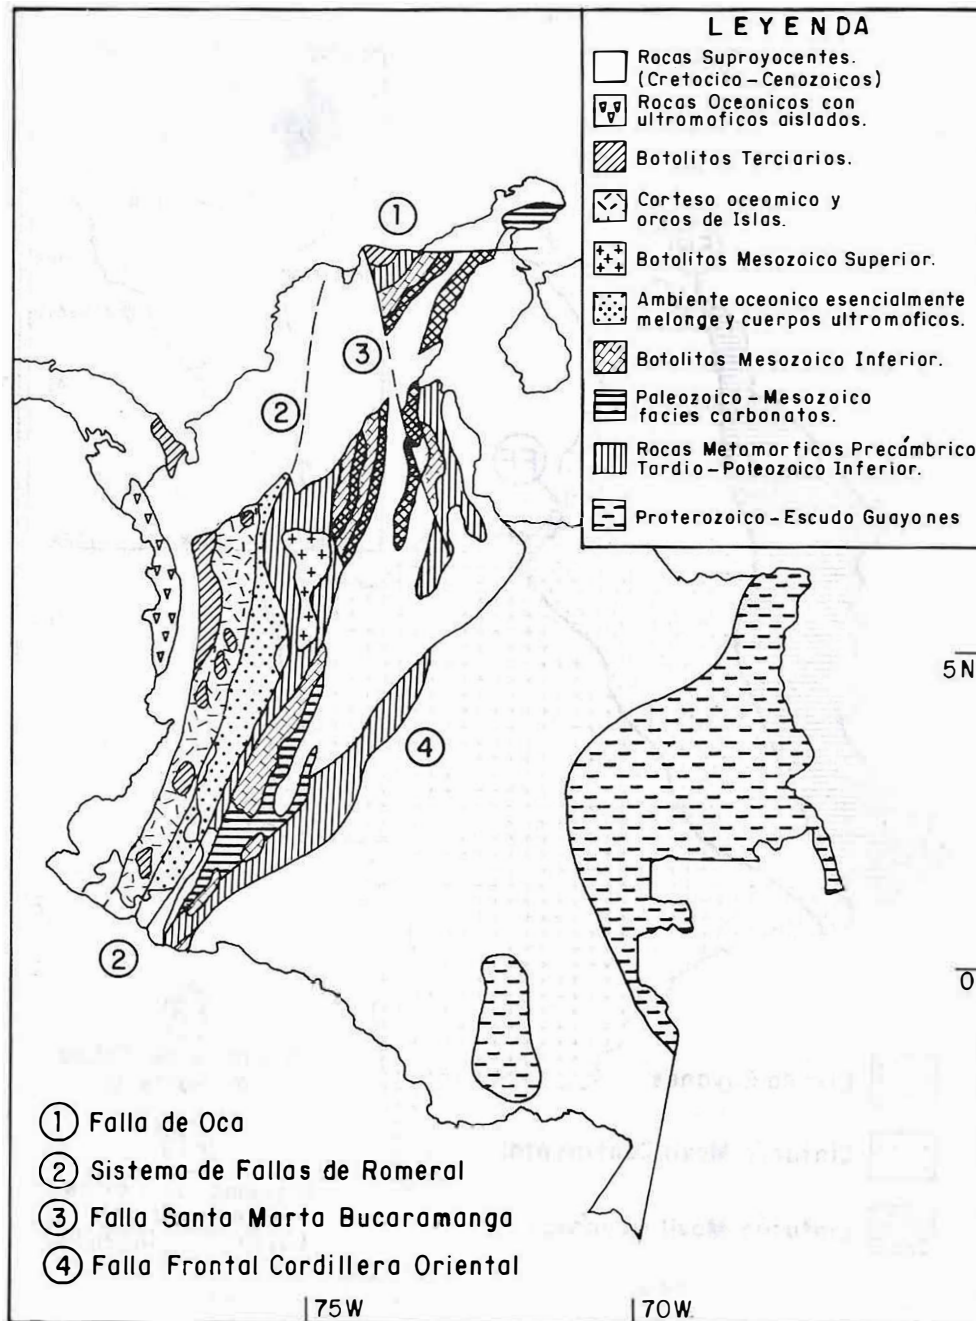 LEYENDA
Rocas Suproyocentes.
(Cretocico-Cenozoicos)
Rocas Oceonicos con
ultromoficos aislados.
Botolitos Terciarios.
Corteso oceomico y
orcos de Islas.
Botolitos Mesozoico Superior.
Ambiente oceonico esencialmente
melonge y cuerpos ultromoficos.
Botolitos Mesozoico Inferior.
Paleozoico-Mesozoico
facies carbonatos.
Rocas Metamorficos Precámbrico
Tardio-Poleozoico Inferior.
Proterozoico-Escudo Guayones
1
3
2
5N
4
2
0
1 Falla de Oca
2 Sistema de Fallas de Romeral
3 Falla Santa Marta Bucaramanga
4 Falla Frontal Cordillera Oriental
75W
70W